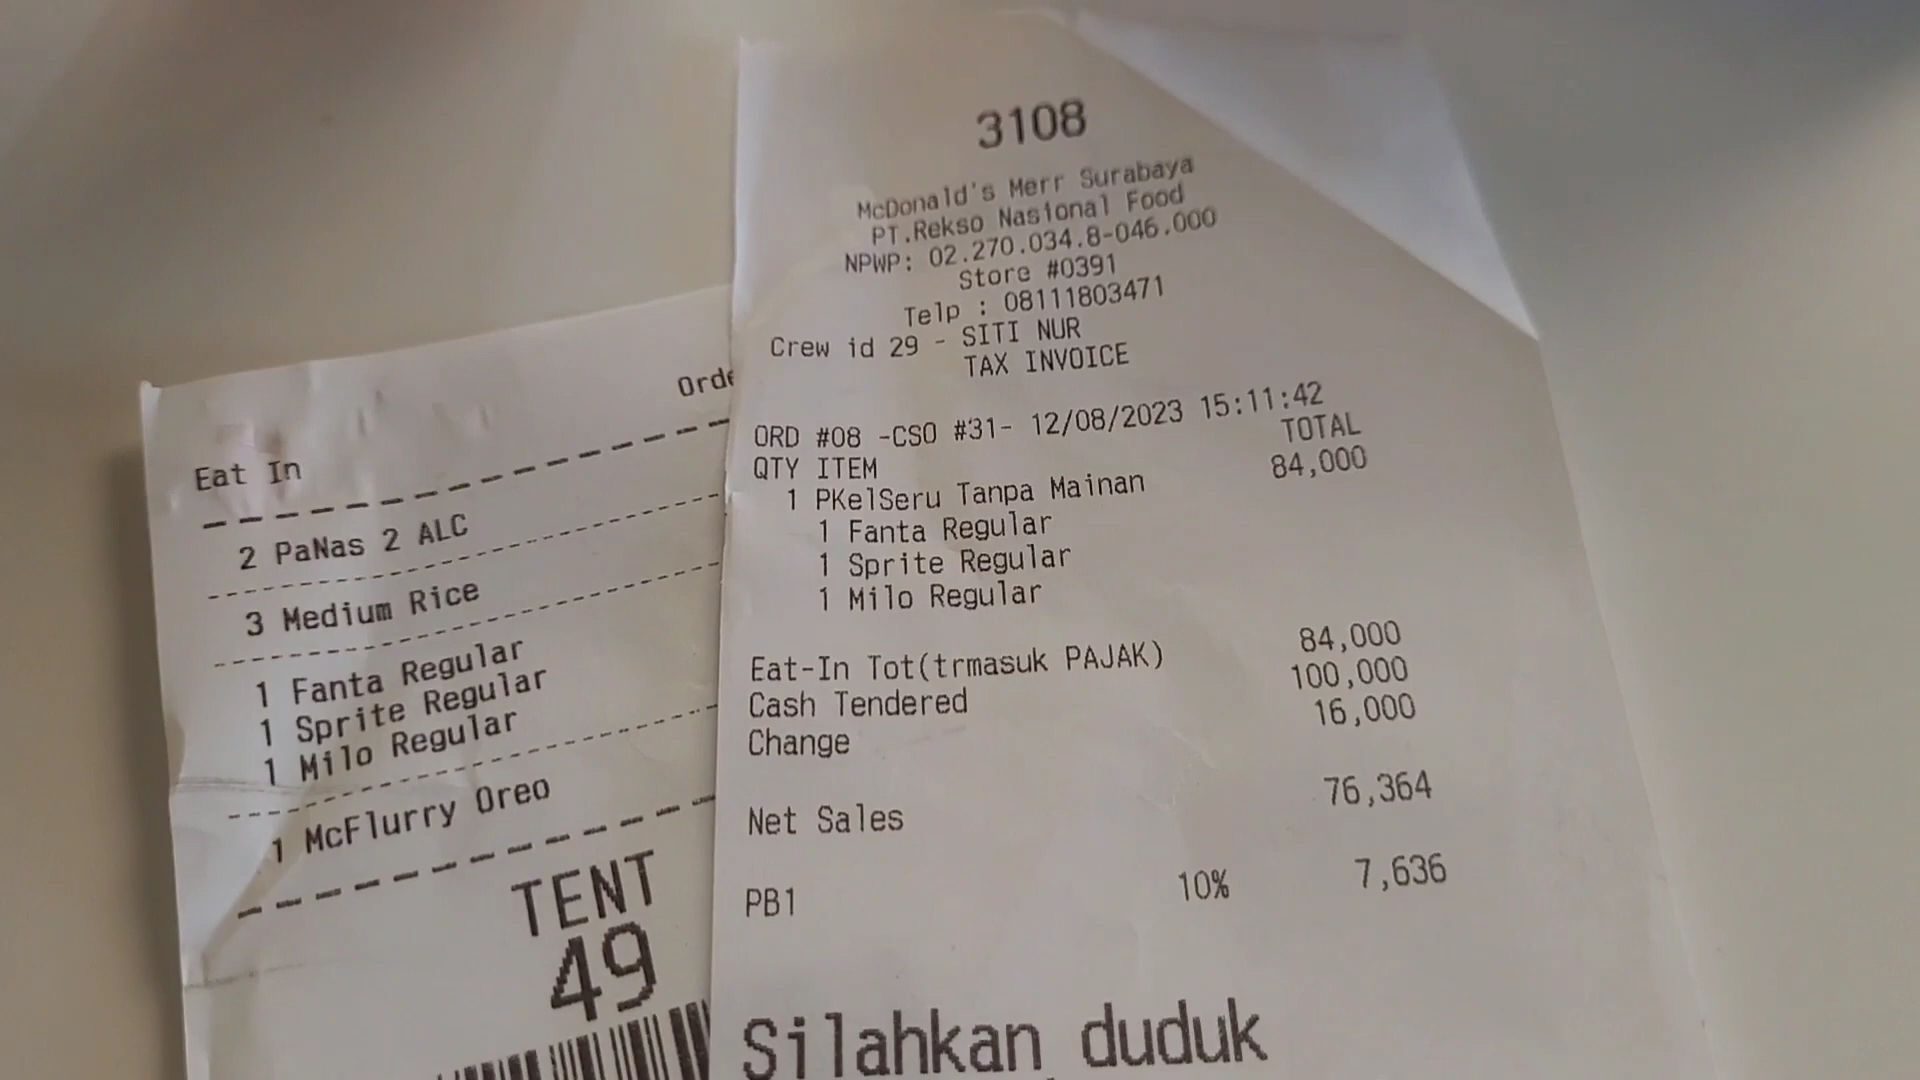 Orde
Eat In
2 PaNas 2 ALC
3 Medium Rice
1 Fanta Regular
1 Sprite Regular
1 Milo Regular
1 McFlurry Oreo
TENT
49
3108
McDonald's Merr Surabaya
PT.Rekso Nasional Food
NPWP: 02.270.034.8-046.000
Store #0391
Telp : 08111803471
Crew id 29 - SITI NUR
TAX INVOICE
ORD #08 -CSO #31- 12/08/2023 15:11:42
QTY ITEM TOTAL
1 PKelSeru Tanpa Mainan 84,000
1 Fanta Regular
1 Sprite Regular
1 Milo Regular
Eat-In Tot(trmasuk PAJAK) 84,000
Cash Tendered 100,000
Change 16,000
Net Sales 76,364
PB1 10% 7,636
Silahkan duduk